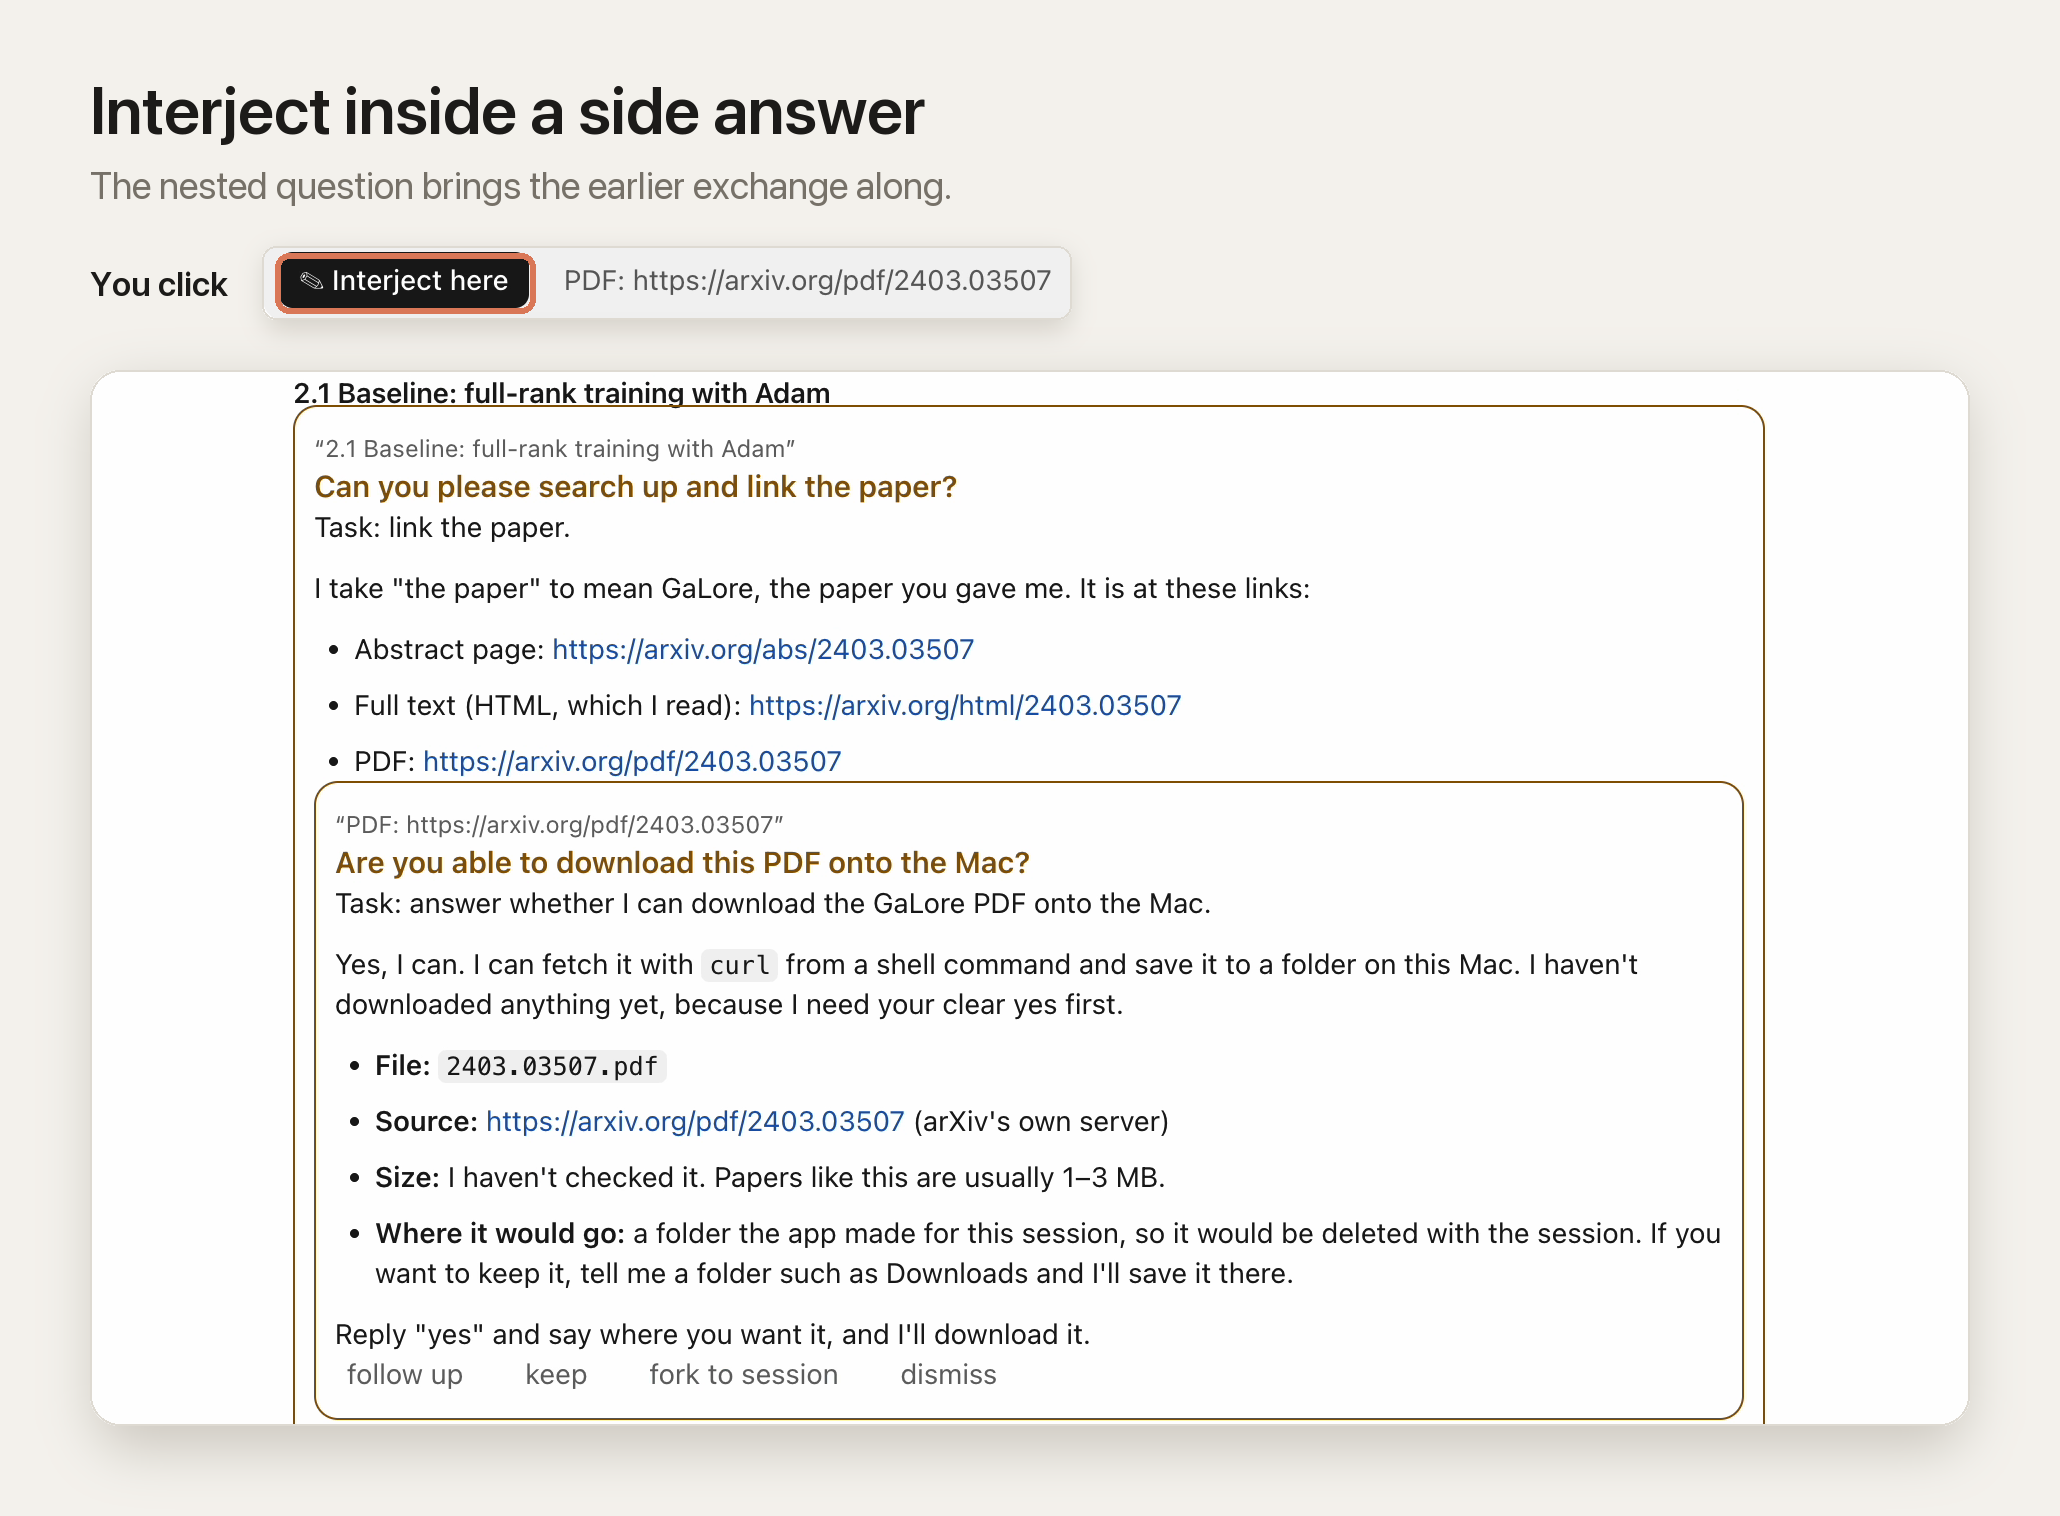 Interject inside a side answer
The nested question brings the earlier exchange along.
You click
✎ Interject here
PDF: https://arxiv.org/pdf/2403.03507
2.1 Baseline: full-rank training with Adam
“2.1 Baseline: full-rank training with Adam”
Can you please search up and link the paper?
Task: link the paper.
I take "the paper" to mean GaLore, the paper you gave me. It is at these links:
• Abstract page: https://arxiv.org/abs/2403.03507
• Full text (HTML, which I read): https://arxiv.org/html/2403.03507
• PDF: https://arxiv.org/pdf/2403.03507
“PDF: https://arxiv.org/pdf/2403.03507”
Are you able to download this PDF onto the Mac?
Task: answer whether I can download the GaLore PDF onto the Mac.
Yes, I can. I can fetch it with curl from a shell command and save it to a folder on this Mac. I haven't
downloaded anything yet, because I need your clear yes first.
• File: 2403.03507.pdf
• Source: https://arxiv.org/pdf/2403.03507 (arXiv's own server)
• Size: I haven't checked it. Papers like this are usually 1–3 MB.
• Where it would go: a folder the app made for this session, so it would be deleted with the session. If you
want to keep it, tell me a folder such as Downloads and I'll save it there.
Reply "yes" and say where you want it, and I'll download it.
follow up keep fork to session dismiss